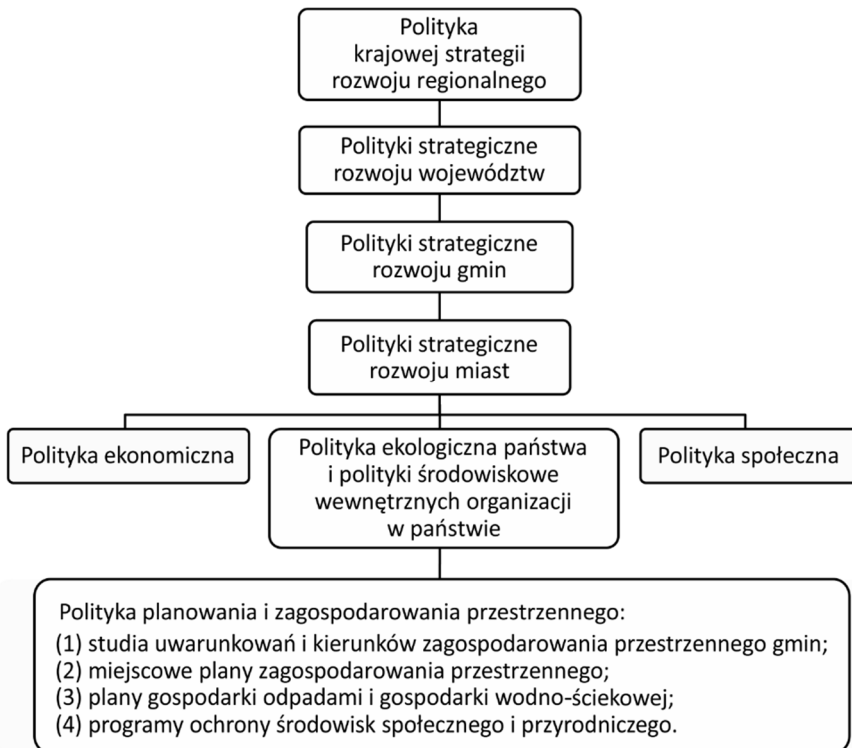 Polityka
krajowej strategii
rozwoju regionalnego
Polityki strategiczne
rozwoju województw
Polityki strategiczne
rozwoju gmin
Polityki strategiczne
rozwoju miast
Polityka ekonomiczna
Polityka ekologiczna państwa
i polityki środowiskowe
wewnętrznych organizacji
w państwie
Polityka społeczna
Polityka planowania i zagospodarowania przestrzennego:
(1) studia uwarunkowań i kierunków zagospodarowania przestrzennego gmin;
(2) miejscowe plany zagospodarowania przestrzennego;
(3) plany gospodarki odpadami i gospodarki wodno-ściekowej;
(4) programy ochrony środowisk społecznego i przyrodniczego.